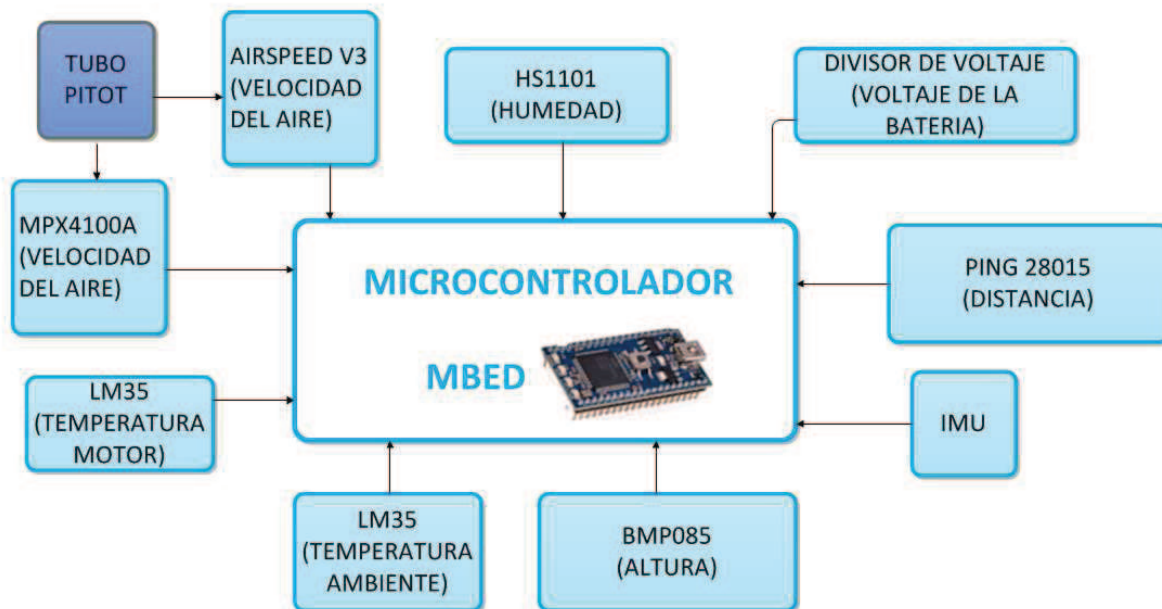 TUBO
PITOT
AIRSPEED V3
(VELOCIDAD
DEL AIRE)
HS1101
(HUMEDAD)
DIVISOR DE VOLTAJE
(VOLTAJE DE LA
BATERIA)
MPX4100A
(VELOCIDAD
DEL AIRE)
MICROCONTROLADOR
MBED
PING 28015
(DISTANCIA)
LM35
(TEMPERATURA
MOTOR)
IMU
LM35
(TEMPERATURA
AMBIENTE)
BMP085
(ALTURA)